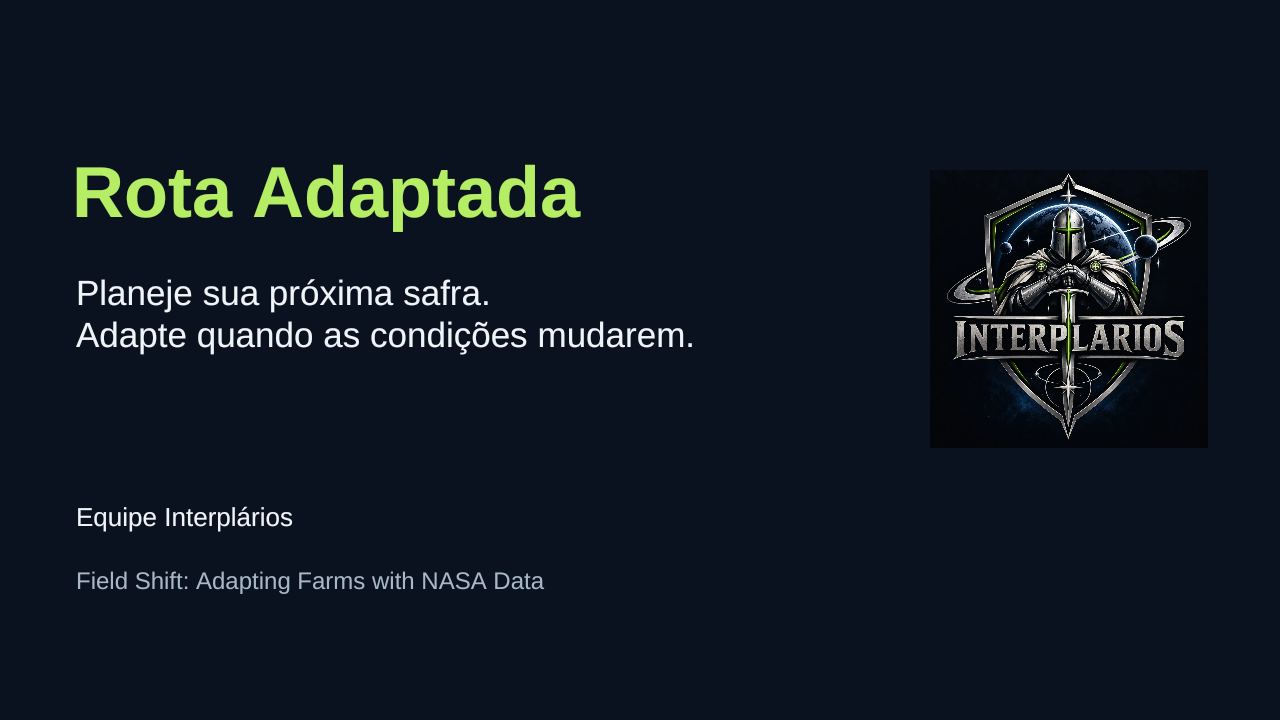 Rota Adaptada
Planeje sua próxima safra.
Adapte quando as condições mudarem.
INTERPLARIOS
Equipe Interplários
Field Shift: Adapting Farms with NASA Data